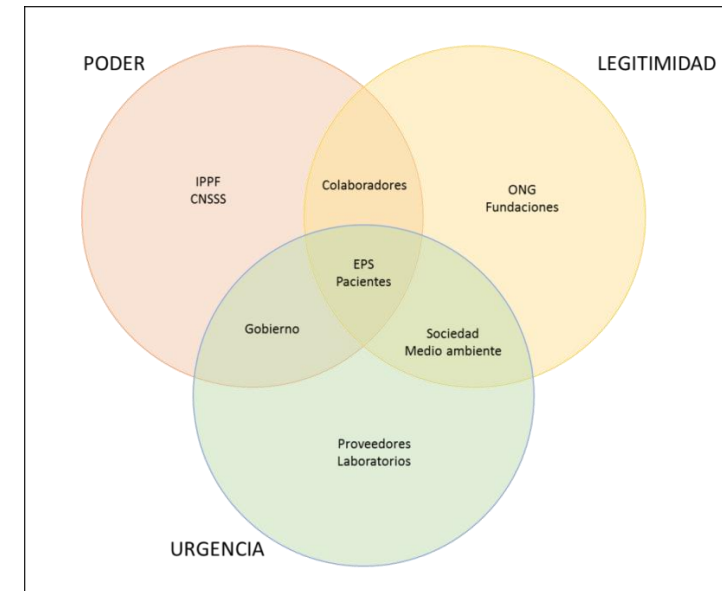 PODER
LEGITIMIDAD
IPPF
CNSSS
Colaboradores
ONG
Fundaciones
EPS
Pacientes
Gobierno
Sociedad
Medio ambiente
Proveedores
Laboratorios
URGENCIA